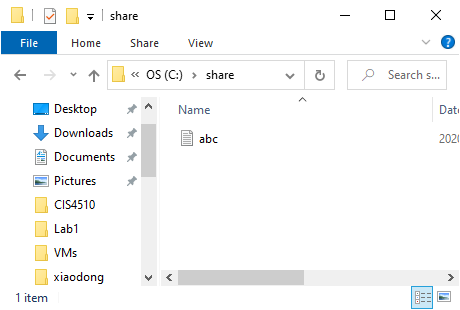 share
File Home Share View
« OS (C:) > share
Search s...
Name Date
abc 2020
Desktop
Downloads
Documents
Pictures
CIS4510
Lab1
VMs
xiaodong
1 item